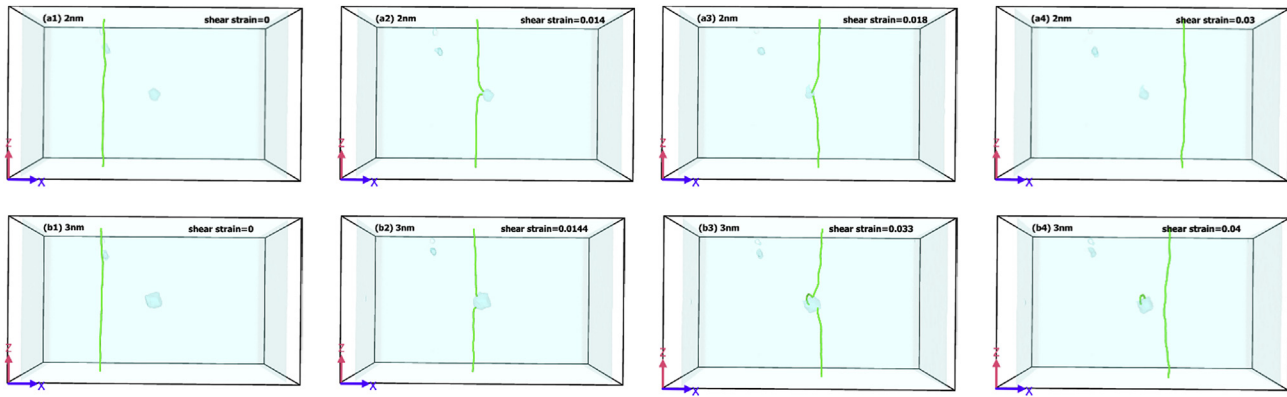 (a1) 2nm shear strain=0
Z
X
(a2) 2nm shear strain=0.014
Z
X
(a3) 2nm shear strain=0.018
Z
X
(a4) 2nm shear strain=0.03
Z
X
(b1) 3nm shear strain=0
Z
X
(b2) 3nm shear strain=0.0144
Z
X
(b3) 3nm shear strain=0.033
Z
X
(b4) 3nm shear strain=0.04
Z
X